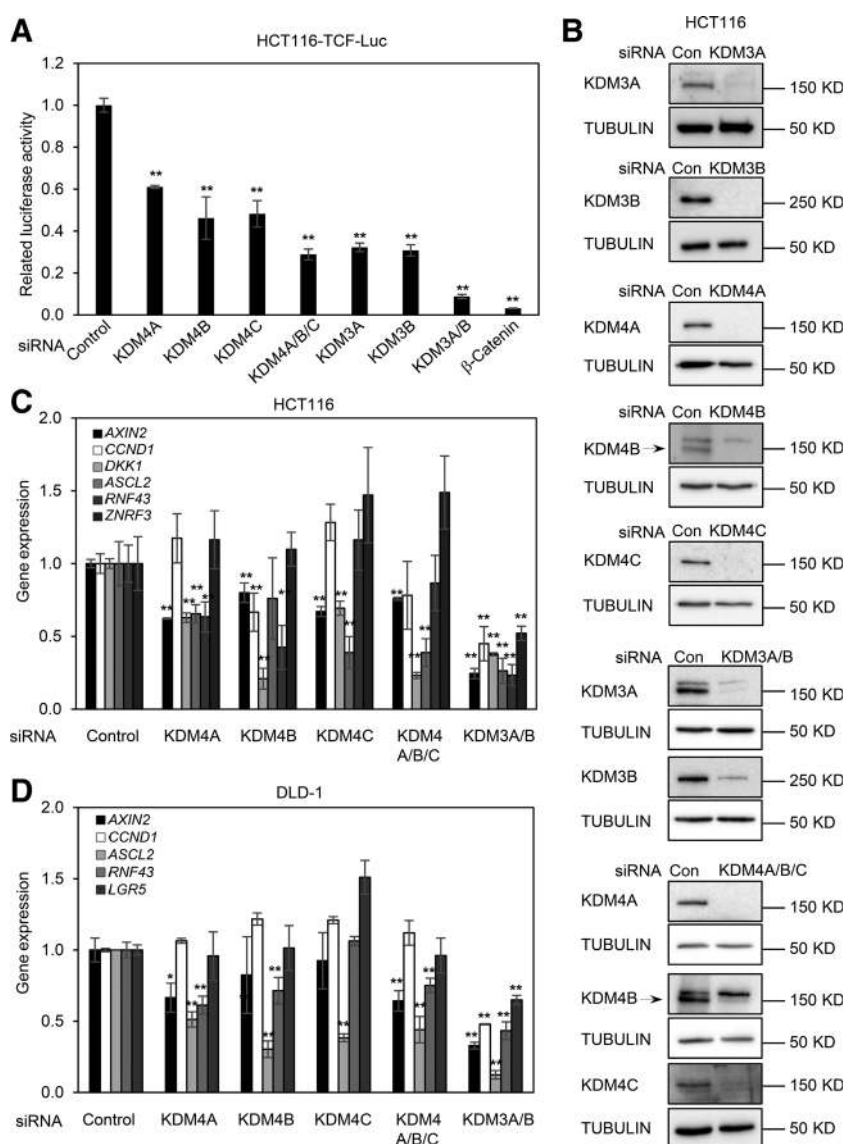 A
HCT116-TCF-Luc
Related luciferase activity
1.2
1.0
0.8
0.6
0.4
0.2
0.0
**
**
**
**
**
**
**
**
siRNA
Control
KDM4A
KDM4B
KDM4C
KDM4A/B/C
KDM3A
KDM3B
KDM3A/B
β-Catenin
B
HCT116
siRNA Con KDM3A
KDM3A
150 KD
TUBULIN
50 KD
siRNA Con KDM3B
KDM3B
250 KD
TUBULIN
50 KD
siRNA Con KDM4A
KDM4A
150 KD
TUBULIN
50 KD
siRNA Con KDM4B
KDM4B
150 KD
TUBULIN
50 KD
siRNA Con KDM4C
KDM4C
150 KD
TUBULIN
50 KD
siRNA Con KDM3A/B
KDM3A
150 KD
TUBULIN
50 KD
KDM3B
250 KD
TUBULIN
50 KD
siRNA Con KDM4A/B/C
KDM4A
150 KD
TUBULIN
50 KD
KDM4B
150 KD
TUBULIN
50 KD
KDM4C
150 KD
TUBULIN
50 KD
C
HCT116
Gene expression
2.0
1.5
1.0
0.5
0.0
AXIN2
CCND1
DKK1
ASCL2
RNF43
ZNRF3
** ** ** **
** ** ** **
** ** **
** ** **
** ** ** ** ** **
siRNA
Control
KDM4A
KDM4B
KDM4C
KDM4
A/B/C
KDM3A/B
D
DLD-1
Gene expression
2.0
1.5
1.0
0.5
0.0
AXIN2
CCND1
ASCL2
RNF43
LGR5
* ** **
** **
**
** ** **
** ** ** ** **
siRNA
Control
KDM4A
KDM4B
KDM4C
KDM4
A/B/C
KDM3A/B